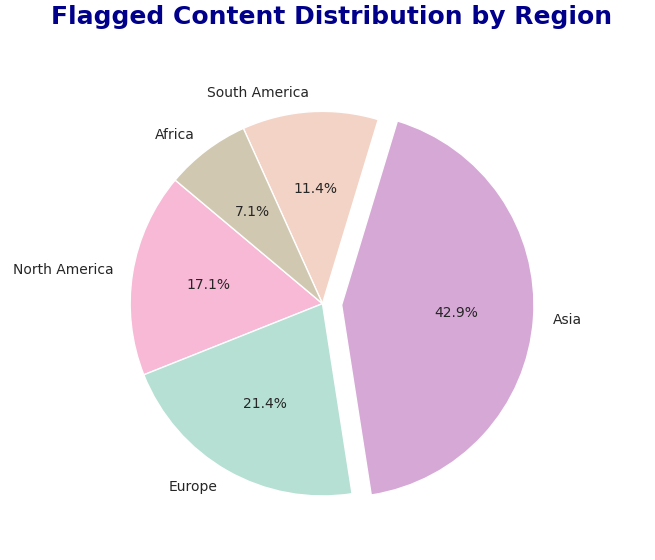 Flagged Content Distribution by Region
South America
Africa
11.4%
7.1%
North America
17.1%
42.9%
Asia
21.4%
Europe